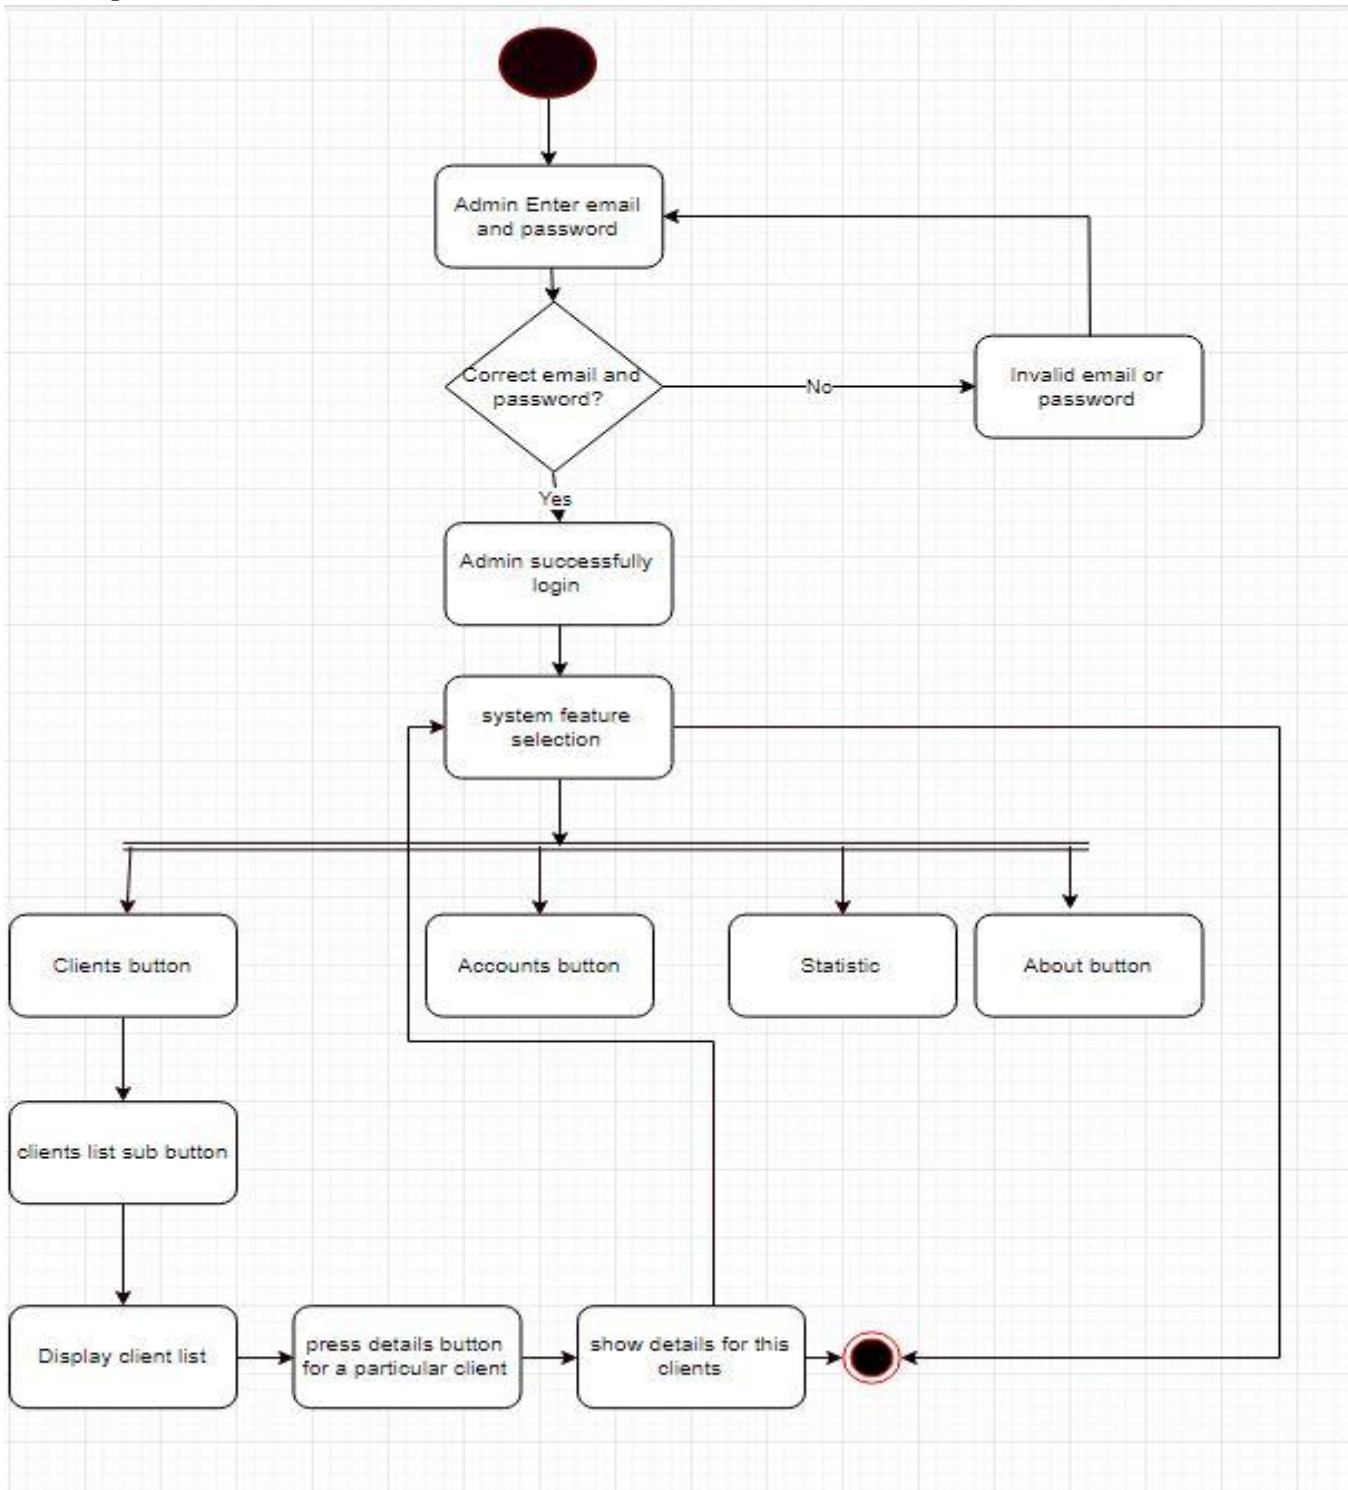 Admin Enter email
and password
Correct email and
password?
No
Invalid email or
password
Yes
Admin successfully
login
system feature
selection
Clients button
Accounts button
Statistic
About button
clients list sub button
Display client list
press details button
for a particular client
show details for this
clients